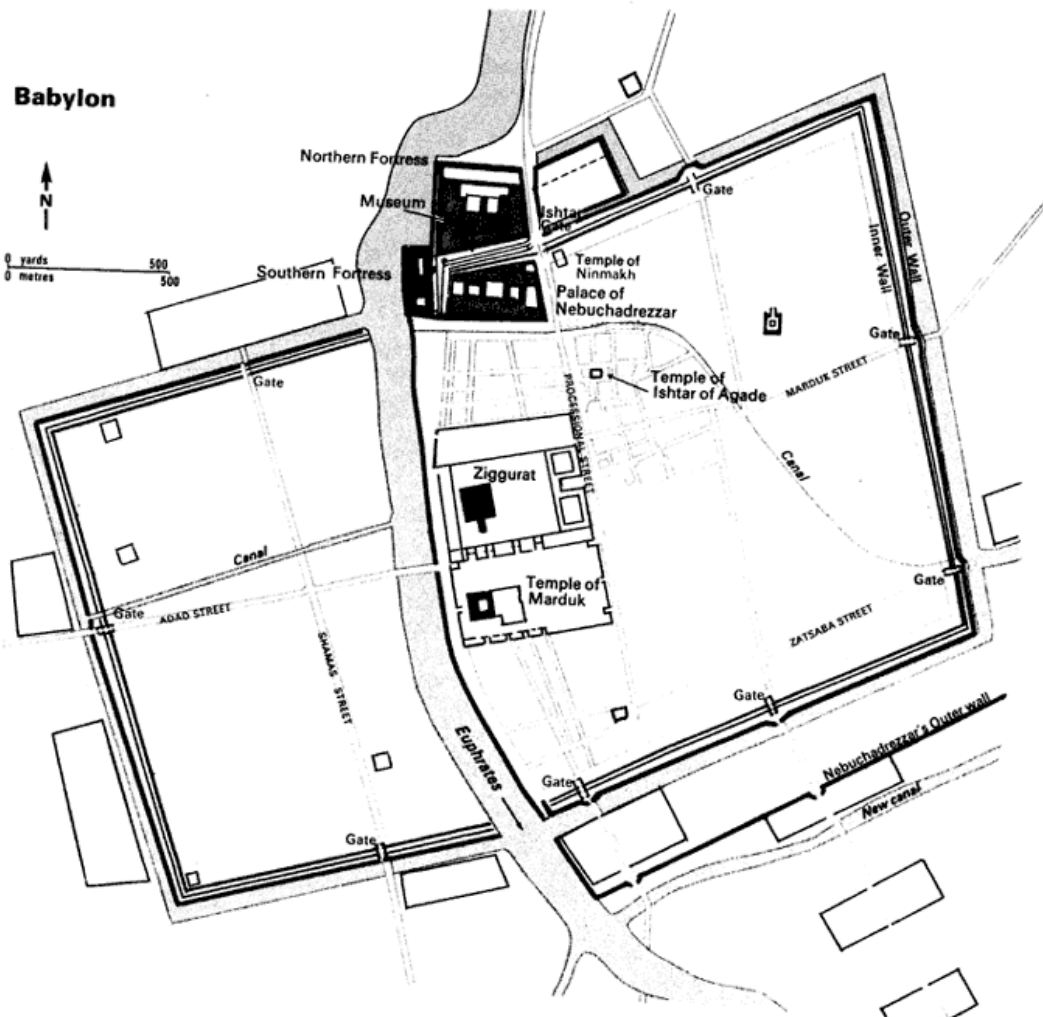 Babylon
N
0 yards 500
0 metres 500
Northern Fortress
Museum
Ishtar
Gate
Southern Fortress
Temple of
Ninmakh
Palace of
Nebuchadrezzar
Gate
Inner Wall
Outer Wall
Gate
Gate
Temple of
Ishtar of Agade
MARDUK STREET
PROCESSIONAL STREET
Canal
Ziggurat
Canal
Temple of
Marduk
Gate
Gate
ADAD STREET
ZATSABA STREET
SHAMAS STREET
Euphrates
Gate
Nebuchadrezzar's Outer wall
Gate
New canal
Gate